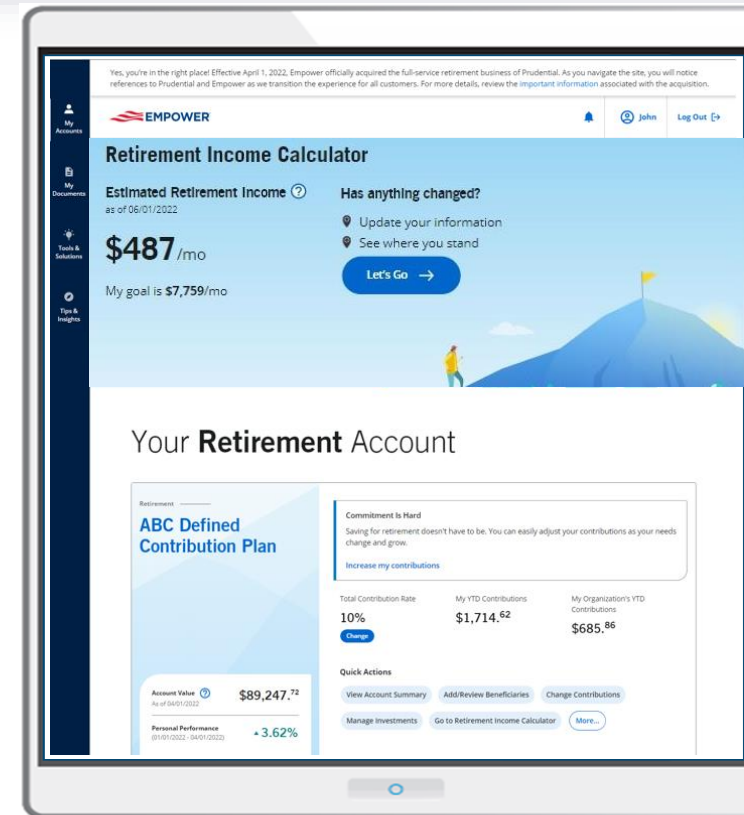 Yes, you're in the right place! Effective April 1, 2022, Empower officially acquired the full-service retirement business of Prudential. As you navigate the site, you will notice
references to Prudential and Empower as we transition the experience for all customers. For more details, review the important information associated with the acquisition.
My
Accounts
EMPOWER
John
Log Out
Retirement Income Calculator
My
Documents
Estimated Retirement Income ?
as of 06/01/2022
$487/mo
My goal is $7,759/mo
Has anything changed?
Update your information
See where you stand
Let's Go →
Tools &
Solutions
Tips &
Insights
Your Retirement Account
Retirement
ABC Defined
Contribution Plan
Commitment Is Hard
Saving for retirement doesn't have to be. You can easily adjust your contributions as your needs
change and grow.
Increase my contributions
Total Contribution Rate
10%
Change
My YTD Contributions
$1,714.62
My Organization's YTD
Contributions
$685.86
Quick Actions
View Account Summary
Add/Review Beneficiaries
Change Contributions
Manage Investments
Go to Retirement Income Calculator
More...
Account Value ?
As of 04/01/2022
$89,247.72
Personal Performance
(01/01/2022 - 04/01/2022)
▲3.62%